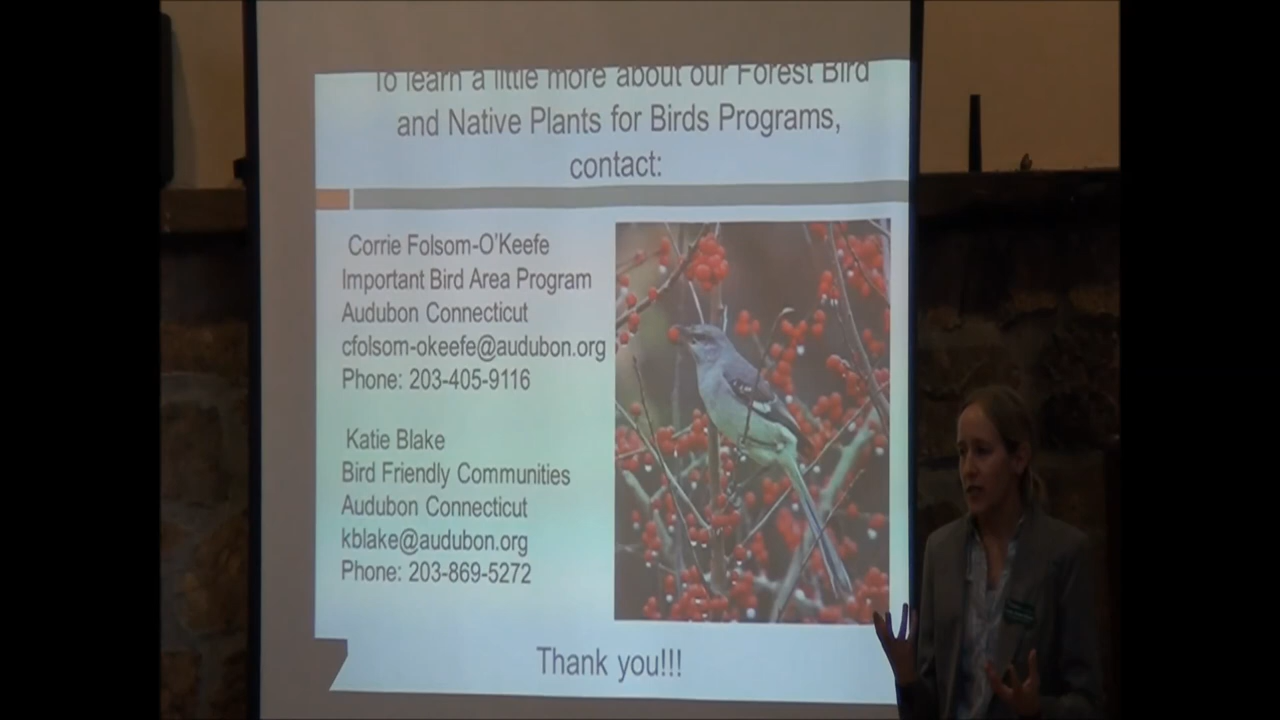 To learn a little more about our Forest Bird
and Native Plants for Birds Programs,
contact:
Corrie Folsom-O'Keefe
Important Bird Area Program
Audubon Connecticut
cfolsom-okeefe@audubon.org
Phone: 203-405-9116
Katie Blake
Bird Friendly Communities
Audubon Connecticut
kblake@audubon.org
Phone: 203-869-5272
Thank you!!!